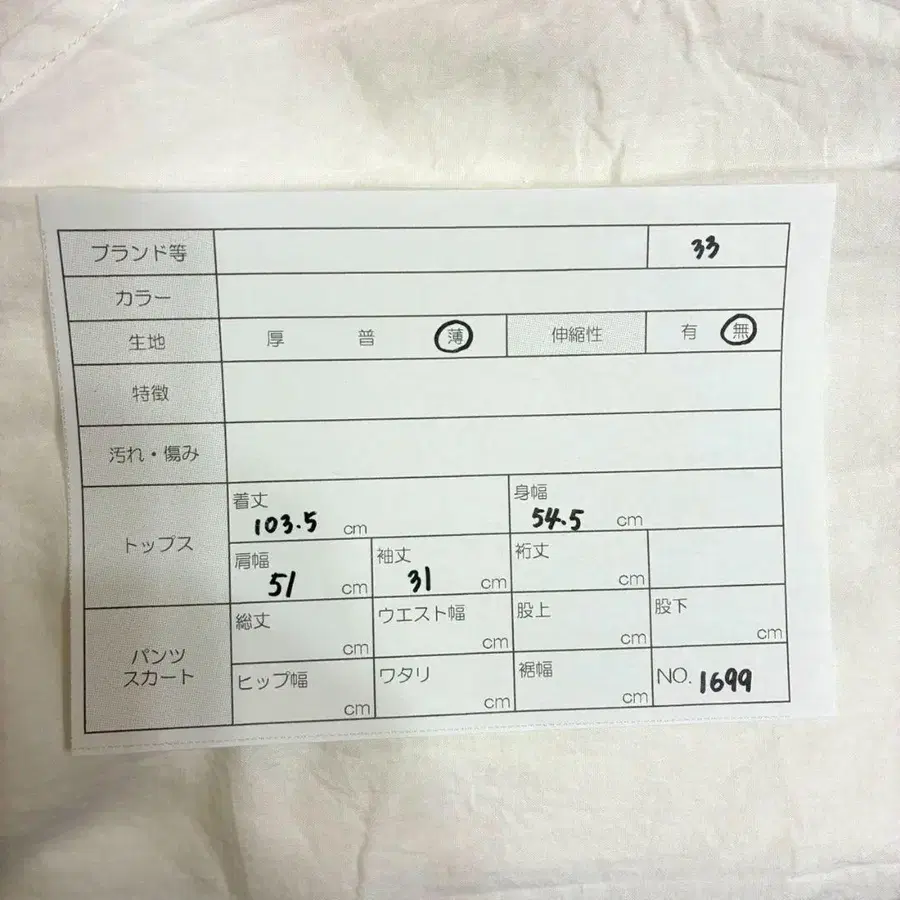 ブランド等 33
カラー
生地 厚 普 薄 伸縮性 有 無
特徴
汚れ・傷み
トップス
着丈 103.5 cm 身幅 54.5 cm
肩幅 51 cm 袖丈 31 cm 裄丈 cm
パンツ
スカート
総丈 cm ウエスト幅 cm 股上 cm 股下 cm
ヒップ幅 cm ワタリ cm 裾幅 cm NO. 1699